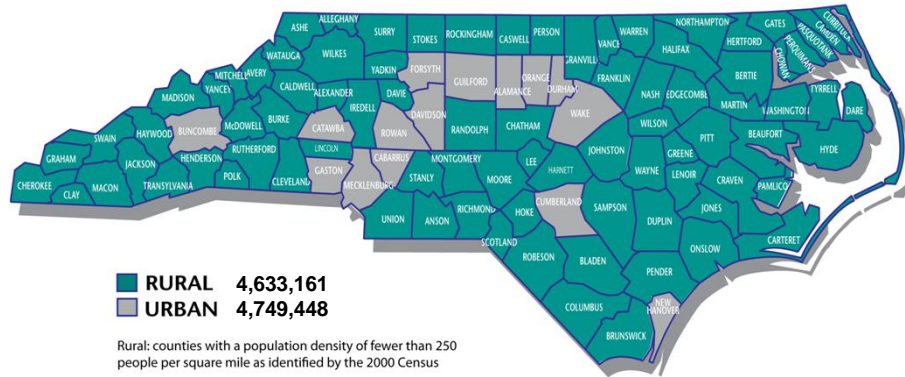 ALLEGHANY
ASHE
SURRY
STOKES
ROCKINGHAM
CASWELL
PERSON
GRANVILLE
VANCE
WARREN
NORTHAMPTON
HALIFAX
HERTFORD
GATES
CURRITUCK
CAMDEN
PASQUOTANK
PERQUIMANS
CHOWAN
WATAUGA
WILKES
YADKIN
FORSYTH
GUILFORD
ALAMANCE
ORANGE
DURHAM
FRANKLIN
BERTIE
MITCHELL
AVERY
YANCEY
MADISON
CALDWELL
ALEXANDER
IREDELL
DAVIE
DAVIDSON
RANDOLPH
CHATHAM
WAKE
NASH
EDGECOMBE
MARTIN
WASHINGTON
TYRRELL
DARE
BUNCOMBE
McDOWELL
BURKE
CATAWBA
ROWAN
WILSON
PITT
BEAUFORT
HYDE
SWAIN
HAYWOOD
RUTHERFORD
LINCOLN
CABARRUS
MONTGOMERY
LEE
HARNETT
JOHNSTON
WAYNE
GREENE
LENOIR
CRAVEN
PAMLICO
GRAHAM
JACKSON
HENDERSON
POLK
CLEVELAND
GASTON
MECKLENBURG
STANLY
MOORE
CHEROKEE
CLAY
MACON
TRANSYLVANIA
UNION
ANSON
RICHMOND
HOKE
CUMBERLAND
SAMPSON
DUPLIN
JONES
ONSLOW
CARTERET
SCOTLAND
ROBESON
BLADEN
PENDER
COLUMBUS
NEW
HANOVER
BRUNSWICK
RURAL 4,633,161
URBAN 4,749,448
Rural: counties with a population density of fewer than 250
people per square mile as identified by the 2000 Census